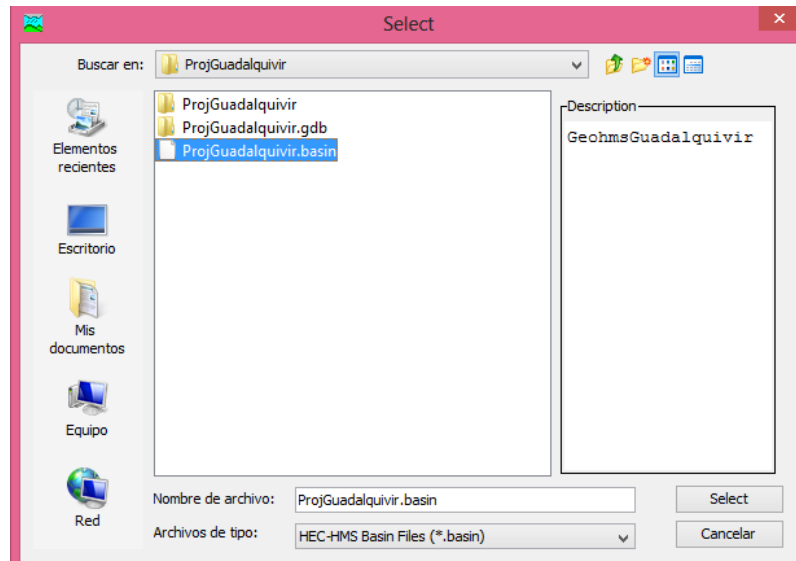 Select
Buscar en:
ProjGuadalquivir
Elementos
recientes
Escritorio
Mis
documentos
Equipo
Red
ProjGuadalquivir
ProjGuadalquivir.gdb
ProjGuadalquivir.basin
Description
GeohmsGuadalquivir
Nombre de archivo:
ProjGuadalquivir.basin
Select
Archivos de tipo:
HEC-HMS Basin Files (*.basin)
Cancelar